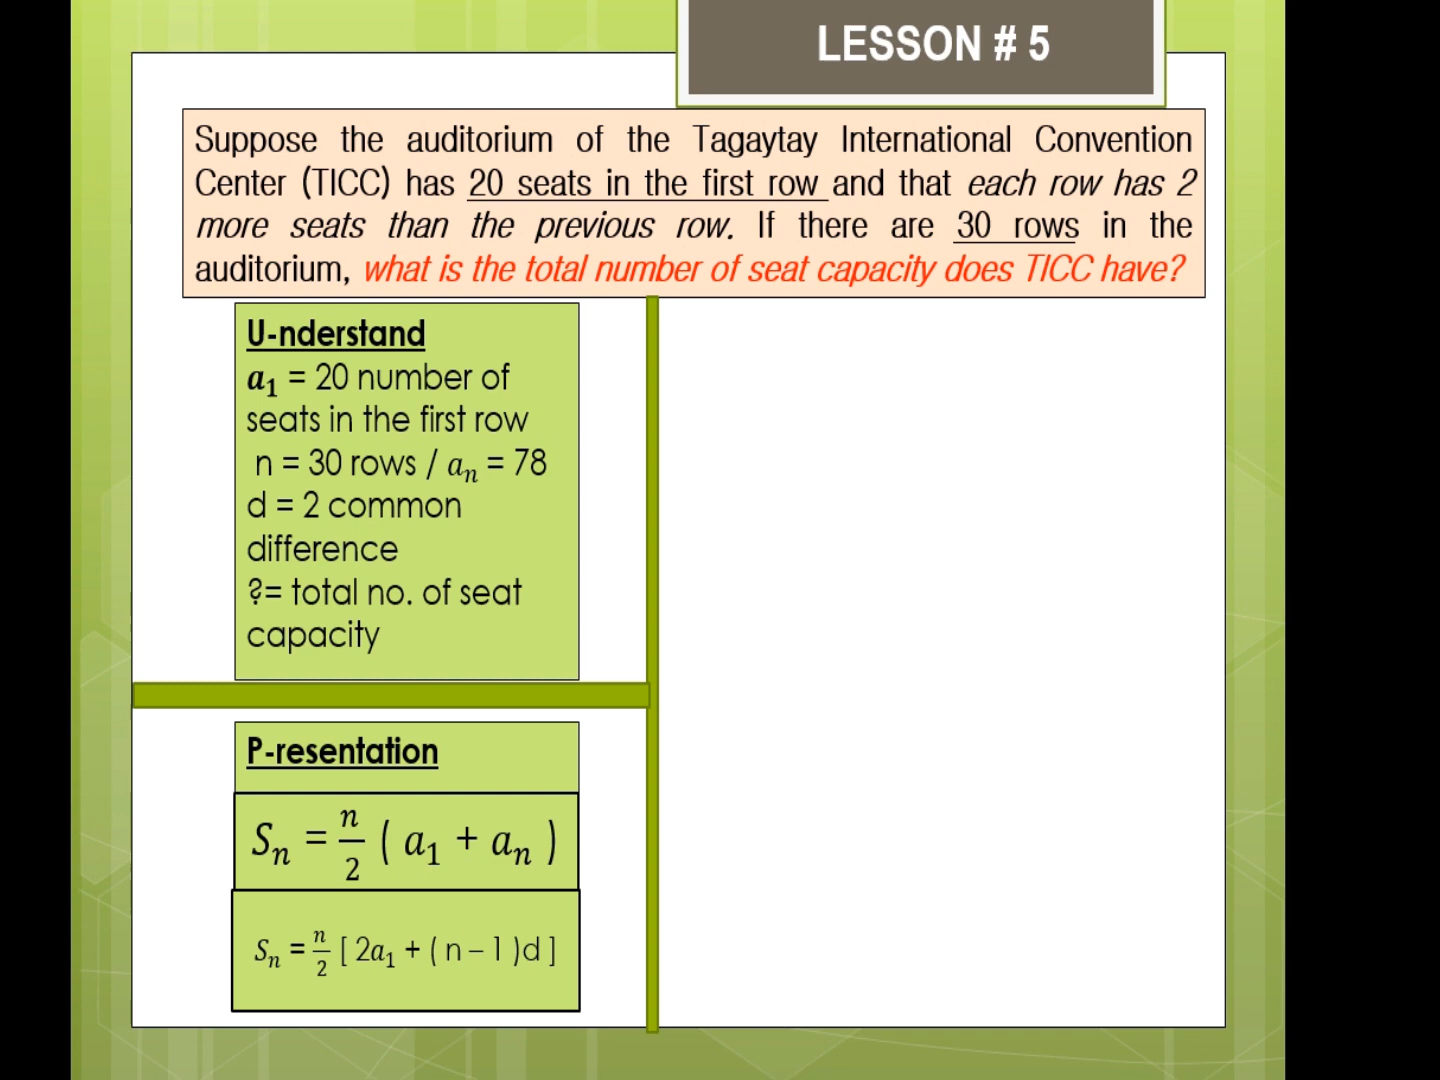 LESSON # 5
Suppose the auditorium of the Tagaytay International Convention
Center (TICC) has 20 seats in the first row and that each row has 2
more seats than the previous row. If there are 30 rows in the
auditorium, what is the total number of seat capacity does TICC have?
U-nderstand
a₁ = 20 number of
seats in the first row
n = 30 rows / aₙ = 78
d = 2 common
difference
?= total no. of seat
capacity
P-resentation
Sₙ = n/2 ( a₁ + aₙ )
Sₙ = n/2 [ 2a₁ + ( n – 1 )d ]